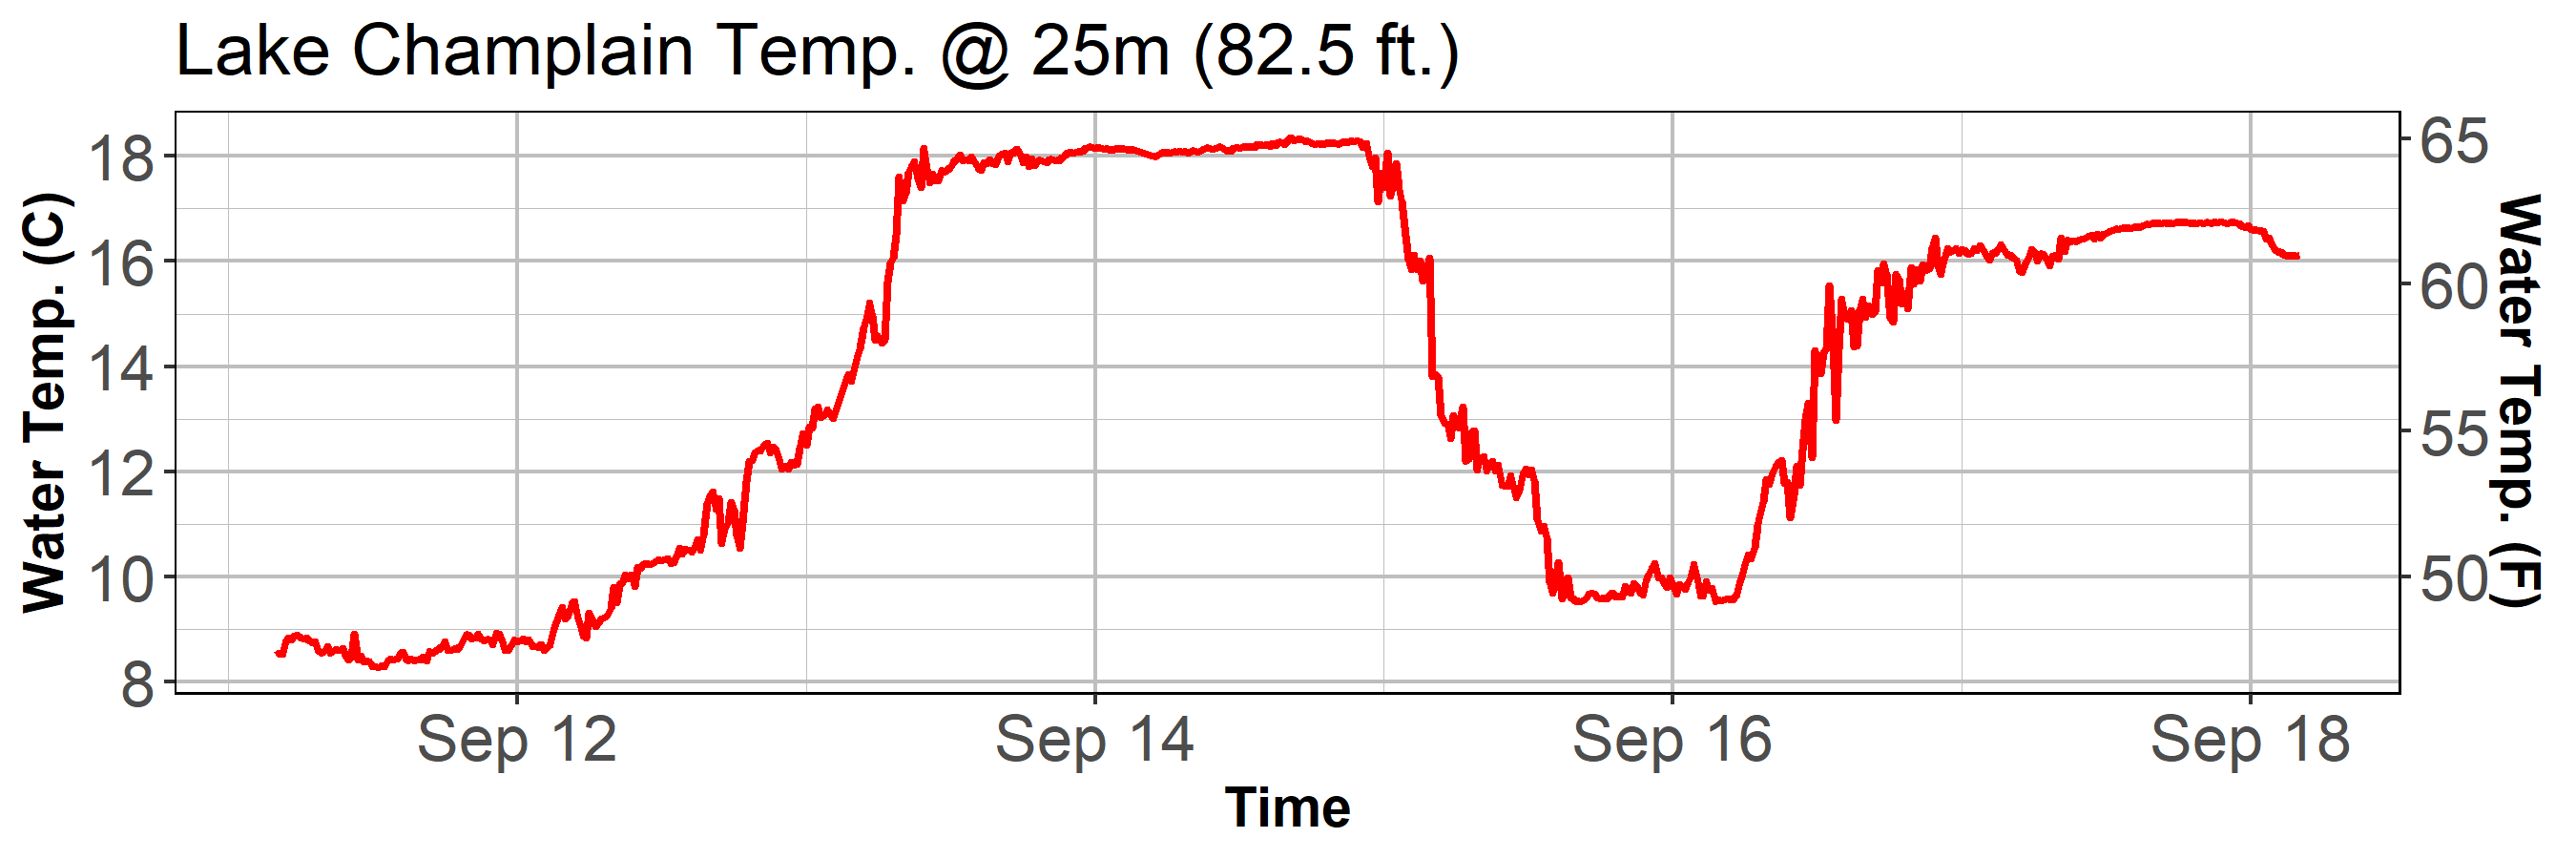 Lake Champlain Temp. @ 25m (82.5 ft.)
Water Temp. (C)
18
16
14
12
10
8
65
60
55
50
Water Temp. (F)
Sep 12
Sep 14
Sep 16
Sep 18
Time